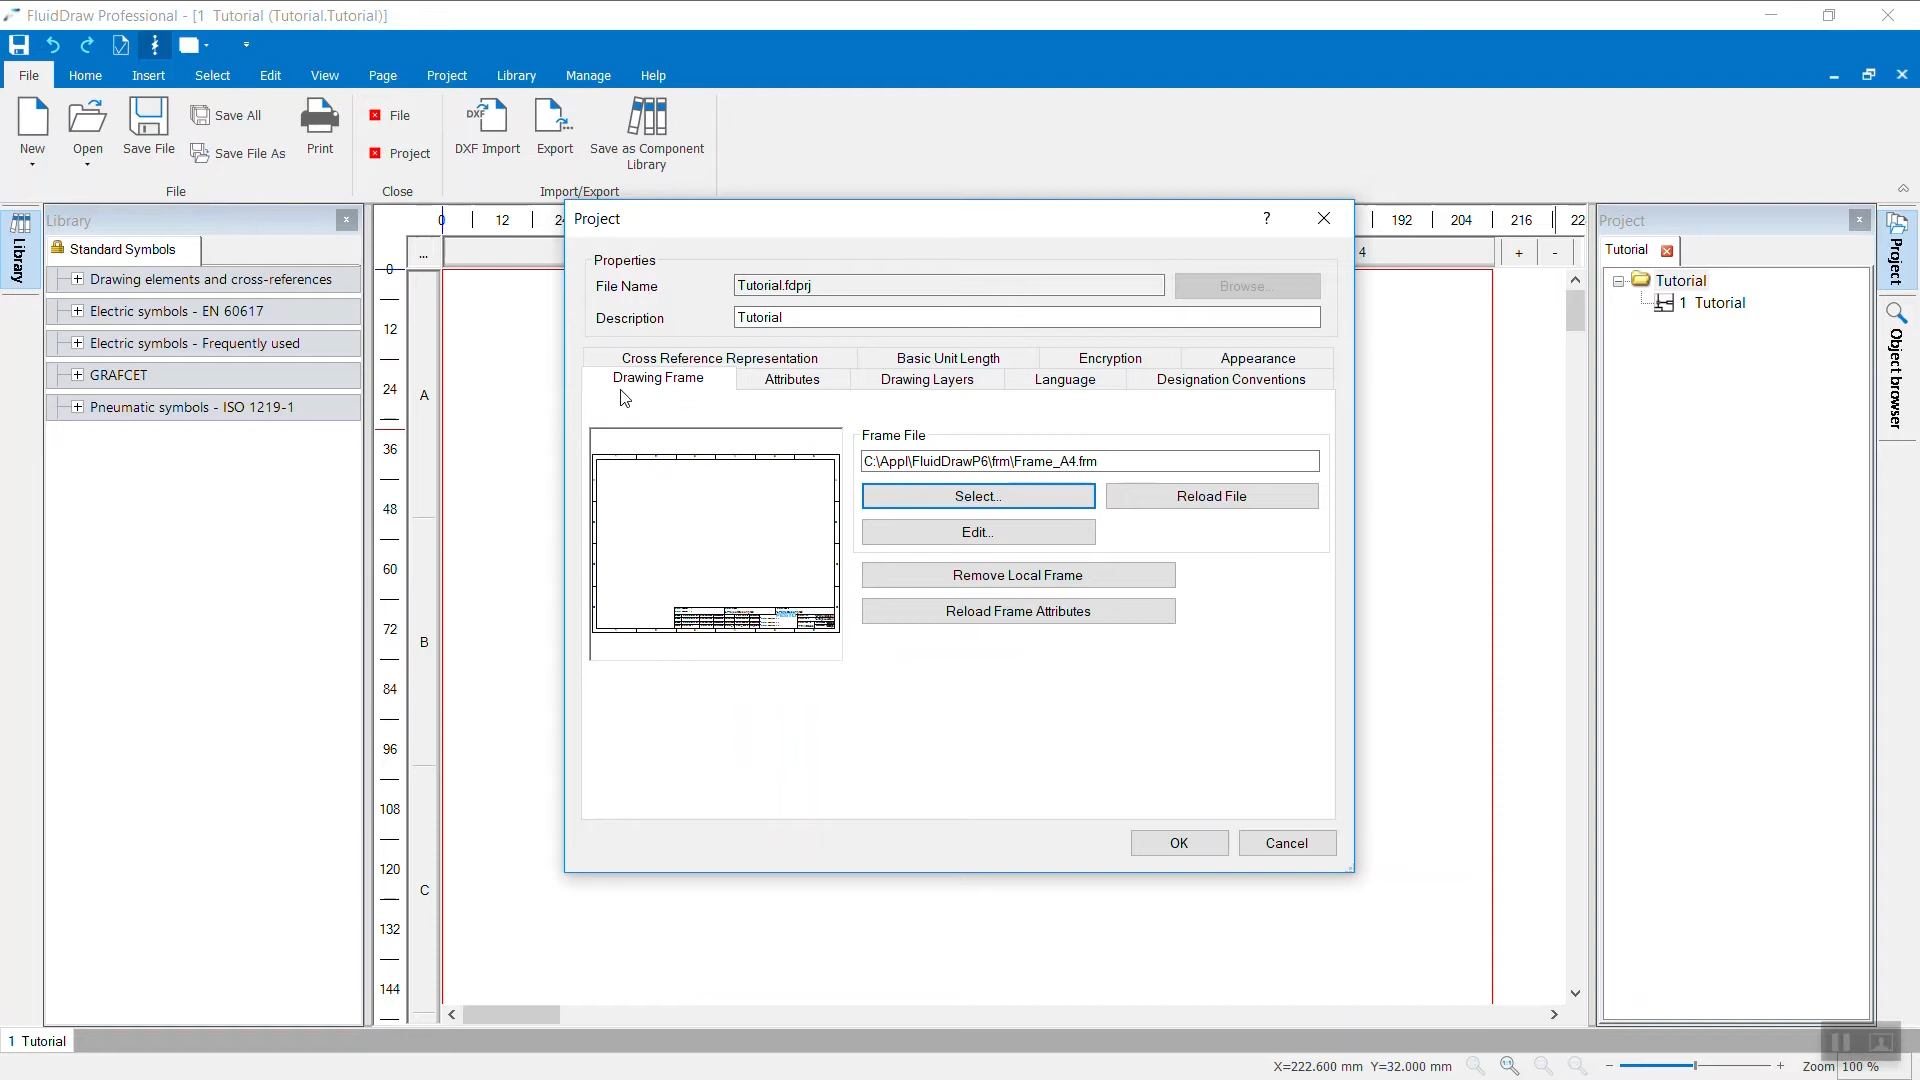 FluidDraw Professional - [1 Tutorial (Tutorial.Tutorial)]
File Home Insert Select Edit View Page Project Library Manage Help
New
Open
Save File
Save All
Save File As
Print
File
Project
DXF
DXF Import
Export
Save as Component
Library
File
Close
Import/Export
Library
Library
Standard Symbols
Drawing elements and cross-references
Electric symbols - EN 60617
Electric symbols - Frequently used
GRAFCET
Pneumatic symbols - ISO 1219-1
0 12 2
192 204 216 22
...
4
+ -
0
12
24
36
48
60
72
84
96
108
120
132
144
A
B
C
Project
? 
Properties
File Name
Tutorial.fdprj
Browse...
Description
Tutorial
Cross Reference Representation
Basic Unit Length
Encryption
Appearance
Drawing Frame
Attributes
Drawing Layers
Language
Designation Conventions
Frame File
C:\Appl\FluidDrawP6\frm\Frame_A4.frm
Select...
Reload File
Edit...
Remove Local Frame
Reload Frame Attributes
OK
Cancel
Project
Tutorial
Tutorial
1 Tutorial
Project
Object browser
1 Tutorial
X=222.600 mm Y=32.000 mm
Zoom 100 %